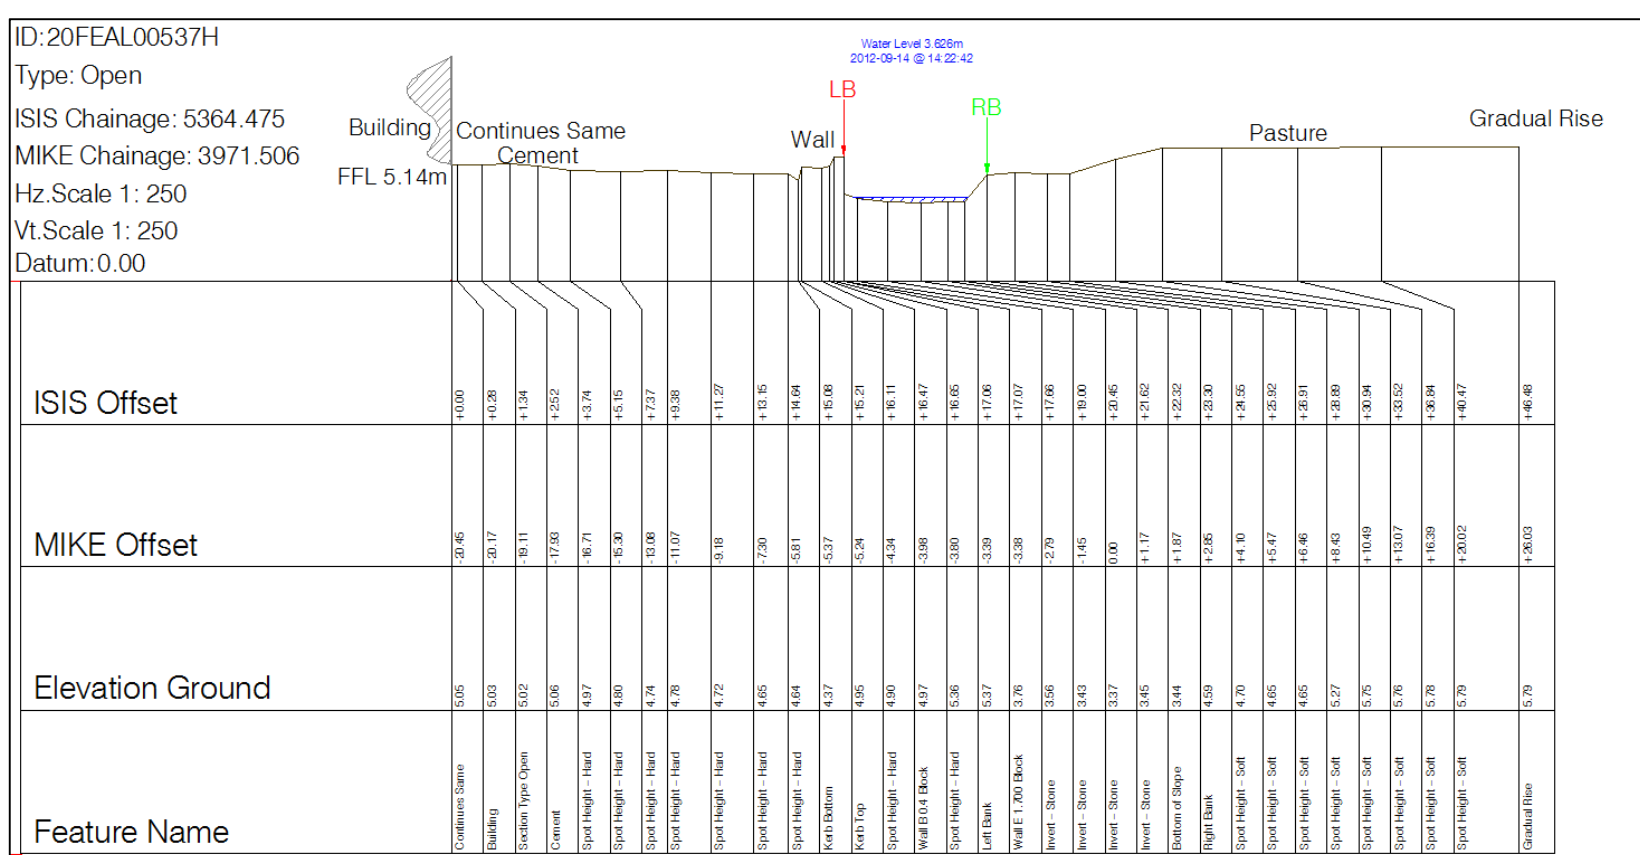 ID:20FEAL00537H
Type: Open
ISIS Chainage: 5364.475
MIKE Chainage: 3971.506
Hz.Scale 1: 250
Vt.Scale 1: 250
Datum:0.00
Building
FFL 5.14m
Continues Same
Cement
Wall
LB
Water Level 3.626m
2012-09-14 @ 14:22:42
RB
Pasture
Gradual Rise
ISIS Offset
+0.00 +0.28 +1.34 +2.52 +3.74 +5.15 +7.37 +9.38 +11.27 +13.15 +14.64 +15.08 +15.21 +16.11 +16.47 +16.65 +17.06 +17.07 +17.66 +19.00 +20.45 +21.62 +22.32 +23.30 +24.55 +25.92 +26.91 +28.89 +30.94 +33.52 +36.84 +40.47 +46.48
MIKE Offset
-20.45 -20.17 -19.11 -17.93 -16.71 -15.30 -13.08 -11.07 -9.18 -7.30 -5.81 -5.37 -5.24 -4.34 -3.98 -3.80 -3.39 -3.38 -2.79 -1.45 0.00 +1.17 +1.87 +2.85 +4.10 +5.47 +6.46 +8.43 +10.49 +13.07 +16.39 +20.02 +26.03
Elevation Ground
5.05 5.03 5.02 5.06 4.97 4.80 4.74 4.78 4.72 4.65 4.64 4.37 4.95 4.90 4.97 5.36 5.37 3.76 3.56 3.43 3.37 3.45 3.44 4.59 4.70 4.65 4.65 5.27 5.75 5.76 5.78 5.79 5.79
Feature Name
Continues Same
Building
Section Type Open
Cement
Spot Height - Hard
Spot Height - Hard
Spot Height - Hard
Spot Height - Hard
Spot Height - Hard
Spot Height - Hard
Spot Height - Hard
Kerb Bottom
Kerb Top
Spot Height - Hard
Wall B 0.4 Block
Spot Height - Hard
Left Bank
Wall E 1.700 Block
Invert - Stone
Invert - Stone
Invert - Stone
Invert - Stone
Bottom of Slope
Right Bank
Spot Height - Soft
Spot Height - Soft
Spot Height - Soft
Spot Height - Soft
Spot Height - Soft
Spot Height - Soft
Spot Height - Soft
Spot Height - Soft
Gradual Rise